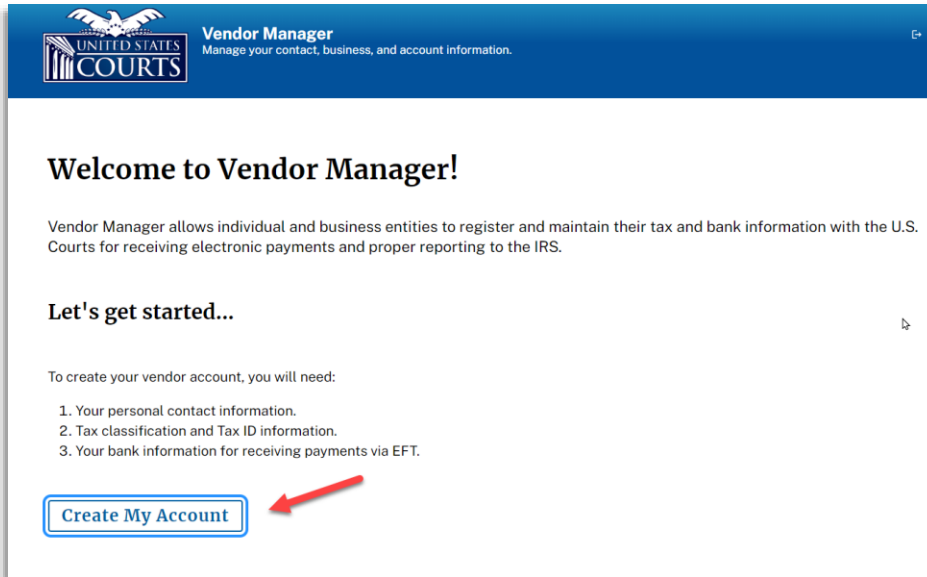 UNITED STATES
COURTS
Vendor Manager
Manage your contact, business, and account information.
Welcome to Vendor Manager!
Vendor Manager allows individual and business entities to register and maintain their tax and bank information with the U.S.
Courts for receiving electronic payments and proper reporting to the IRS.
Let's get started...
To create your vendor account, you will need:
1. Your personal contact information.
2. Tax classification and Tax ID information.
3. Your bank information for receiving payments via EFT.
Create My Account